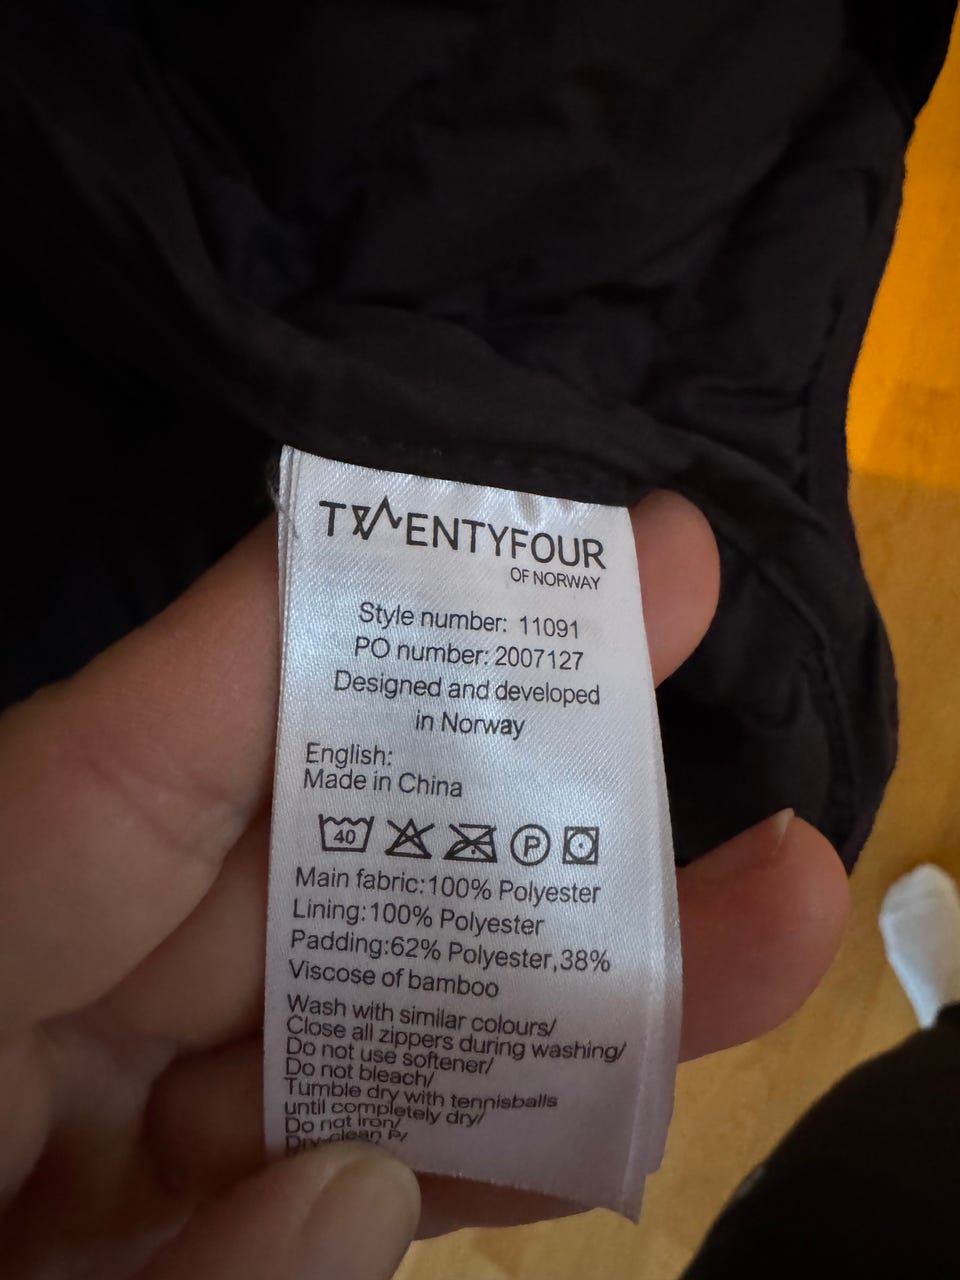 TWENTYFOUR
OF NORWAY
Style number: 11091
PO number: 2007127
Designed and developed
in Norway
English:
Made in China
40 P
Main fabric:100% Polyester
Lining:100% Polyester
Padding:62% Polyester,38%
Viscose of bamboo
Wash with similar colours/
Close all zippers during washing/
Do not use softener/
Do not bleach/
Tumble dry with tennisballs
until completely dry/
Do not iron/
Dry-clean P/